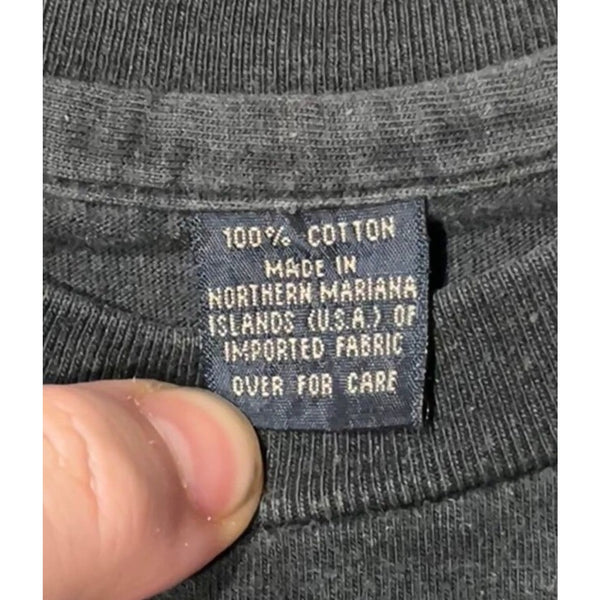 100% COTTON
MADE IN
NORTHERN MARIANA
ISLANDS (U.S.A.) OF
IMPORTED FABRIC
OVER FOR CARE